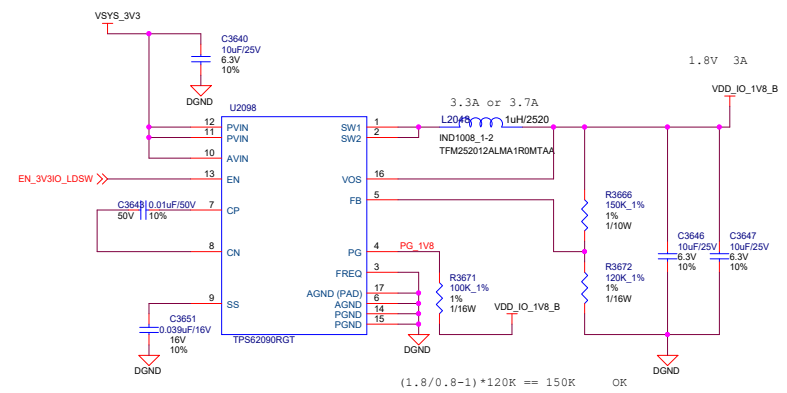 VSYS_3V3
C3640
10uF/25V
6.3V
10%
DGND
1.8V 3A
VDD_IO_1V8_B
3.3A or 3.7A
U2098
L2048 1uH/2520
IND1008_1-2
TFM252012ALMA1R0MTAA
12 PVIN SW1 1
11 PVIN SW2 2
10 AVIN
EN_3V3IO_LDSW 13 EN VOS 16
FB 5
C3643 0.01uF/50V 7 CP
50V 10%
8 CN PG 4 PG_1V8
FREQ 3
9 SS AGND (PAD) 17
AGND 6
PGND 14
PGND 15
TPS62090RGT
C3651
0.039uF/16V
16V
10%
DGND
R3671
100K_1%
1%
1/16W
VDD_IO_1V8_B
DGND
R3666
150K_1%
1%
1/10W
R3672
120K_1%
1%
1/16W
C3646
10uF/25V
6.3V
10%
C3647
10uF/25V
6.3V
10%
DGND
(1.8/0.8-1)*120K == 150K OK